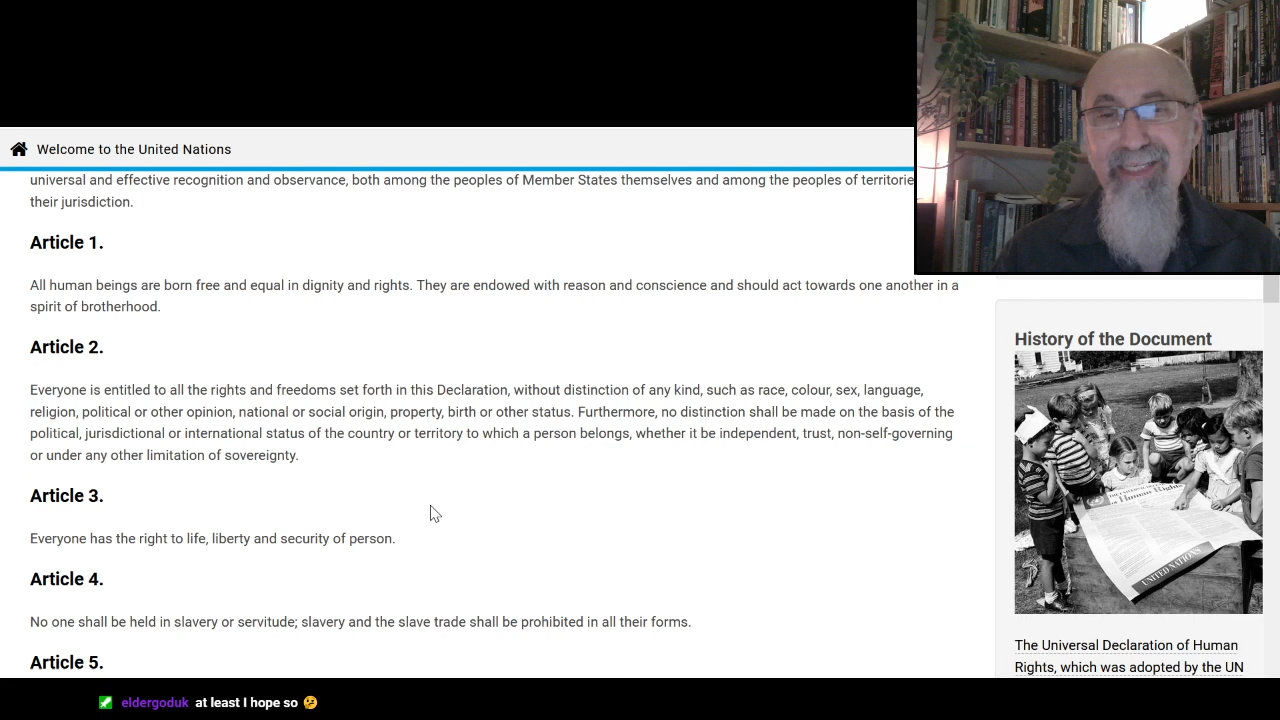 Welcome to the United Nations
universal and effective recognition and observance, both among the peoples of Member States themselves and among the peoples of
their jurisdiction.
Article 1.
All human beings are born free and equal in dignity and rights. They are endowed with reason and conscience and should act towards one another in a
spirit of brotherhood.
Article 2.
Everyone is entitled to all the rights and freedoms set forth in this Declaration, without distinction of any kind, such as race, colour, sex, language,
religion, political or other opinion, national or social origin, property, birth or other status. Furthermore, no distinction shall be made on the basis of the
political, jurisdictional or international status of the country or territory to which a person belongs, whether it be independent, trust, non-self-governing
or under any other limitation of sovereignty.
Article 3.
Everyone has the right to life, liberty and security of person.
Article 4.
No one shall be held in slavery or servitude; slavery and the slave trade shall be prohibited in all their forms.
Article 5.
History of the Document
Human Rights
UNITED NATIONS
The Universal Declaration of Human
Rights, which was adopted by the UN
eldergoduk at least I hope so 🤔